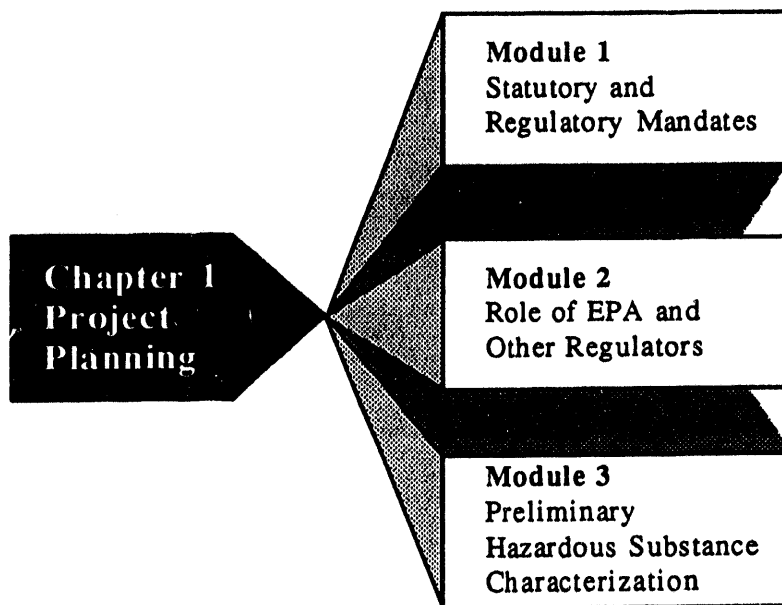 Chapter 1
Project
Planning
Module 1
Statutory and
Regulatory Mandates
Module 2
Role of EPA and
Other Regulators
Module 3
Preliminary
Hazardous Substance
Characterization